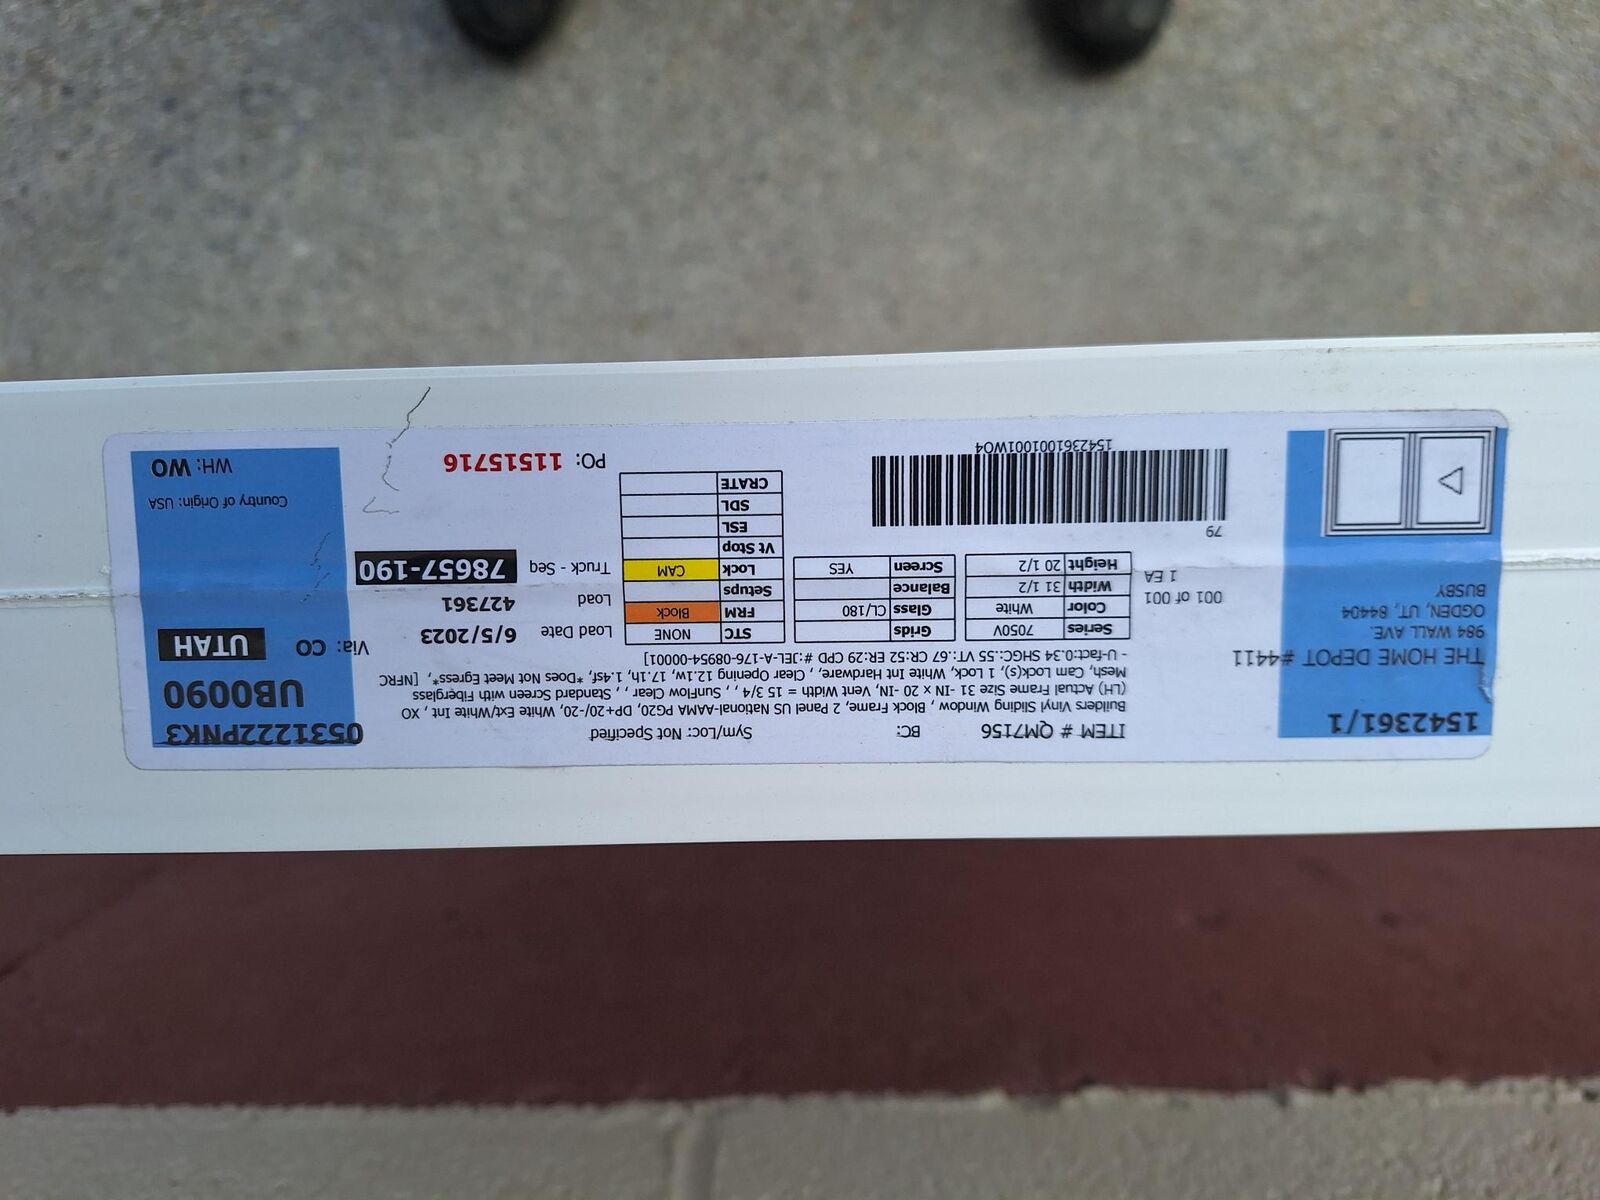 1542361/1
THE HOME DEPOT #4411
984 WALL AVE.
OGDEN, UT, 84404
BUSBY
ITEM # QM7156 BC: Sym/Loc: Not Specified
Builders Vinyl Sliding Window , Block Frame, 2 Panel US National-AAMA, PG20, DP+20/-20, White Ext/White Int , XO
(LH) Actual Frame Size 31 -IN x 20 -IN, Vent Width = 15 3/4 , , SunFlow Clear , , Standard Screen with Fiberglass
Mesh, Cam Lock(s), 1 Lock, White Int Hardware, , Clear Opening 12.12w, 17.1h, 1.4sf, *Does Not Meet Egress*, [NFRC
- U-fact:0.34 SHGC:.55 VT:.67 CR:52 ER:29 CPD #:JEL-A-176-08954-00001]
001 of 001
1 EA
Series 7050V
Color White
Width 31 1/2
Height 20 1/2
Grids
Glass CL/180
Balance
Screen YES
STC NONE
FRM Block
Setups
Lock CAM
Vt Stop
ESL
SDL
CRATE
79
1542361001001WO4
Load Date 6/5/2023
Load 427361
Truck - Seq 78657-190
PO: 11515716
0531222PNK3
UB0090
Via: CO UTAH
Country of Origin: USA
WH: WO